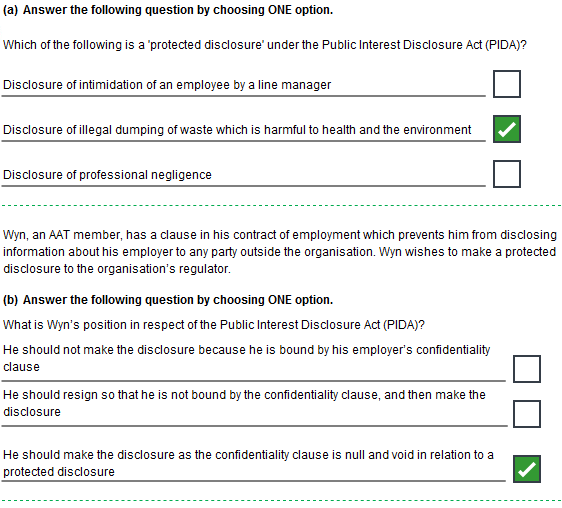 (a) Answer the following question by choosing ONE option.
Which of the following is a 'protected disclosure' under the Public Interest Disclosure Act (PIDA)?
Disclosure of intimidation of an employee by a line manager
Disclosure of illegal dumping of waste which is harmful to health and the environment
Disclosure of professional negligence
Wyn, an AAT member, has a clause in his contract of employment which prevents him from disclosing
information about his employer to any party outside the organisation. Wyn wishes to make a protected
disclosure to the organisation's regulator.
(b) Answer the following question by choosing ONE option.
What is Wyn's position in respect of the Public Interest Disclosure Act (PIDA)?
He should not make the disclosure because he is bound by his employer's confidentiality
clause
He should resign so that he is not bound by the confidentiality clause, and then make the
disclosure
He should make the disclosure as the confidentiality clause is null and void in relation to a
protected disclosure